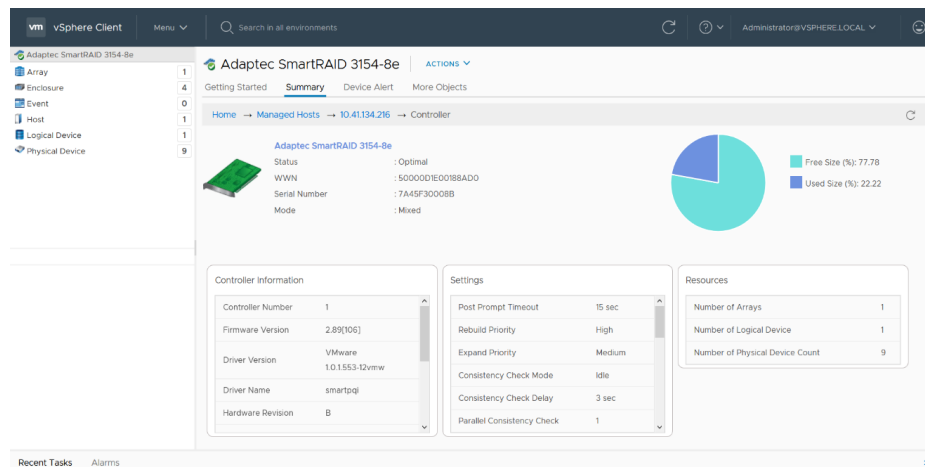 vm vSphere Client Menu Search in all environments Administrator@VSPHERE.LOCAL
Adaptec SmartRAID 3154-8e
Array 1
Enclosure 4
Event 0
Host 1
Logical Device 1
Physical Device 9
Adaptec SmartRAID 3154-8e ACTIONS
Getting Started Summary Device Alert More Objects
Home → Managed Hosts → 10.41.134.216 → Controller
Adaptec SmartRAID 3154-8e
Status : Optimal
WWN : 50000D1E00188AD0
Serial Number : 7A45F30008B
Mode : Mixed
Free Size (%): 77.78
Used Size (%): 22.22
Controller Information
Controller Number 1
Firmware Version 2.89[106]
Driver Version VMware 1.0.1.553-12vmw
Driver Name smartpqi
Hardware Revision B
Settings
Post Prompt Timeout 15 sec
Rebuild Priority High
Expand Priority Medium
Consistency Check Mode Idle
Consistency Check Delay 3 sec
Parallel Consistency Check 1
Resources
Number of Arrays 1
Number of Logical Device 1
Number of Physical Device Count 9
Recent Tasks Alarms